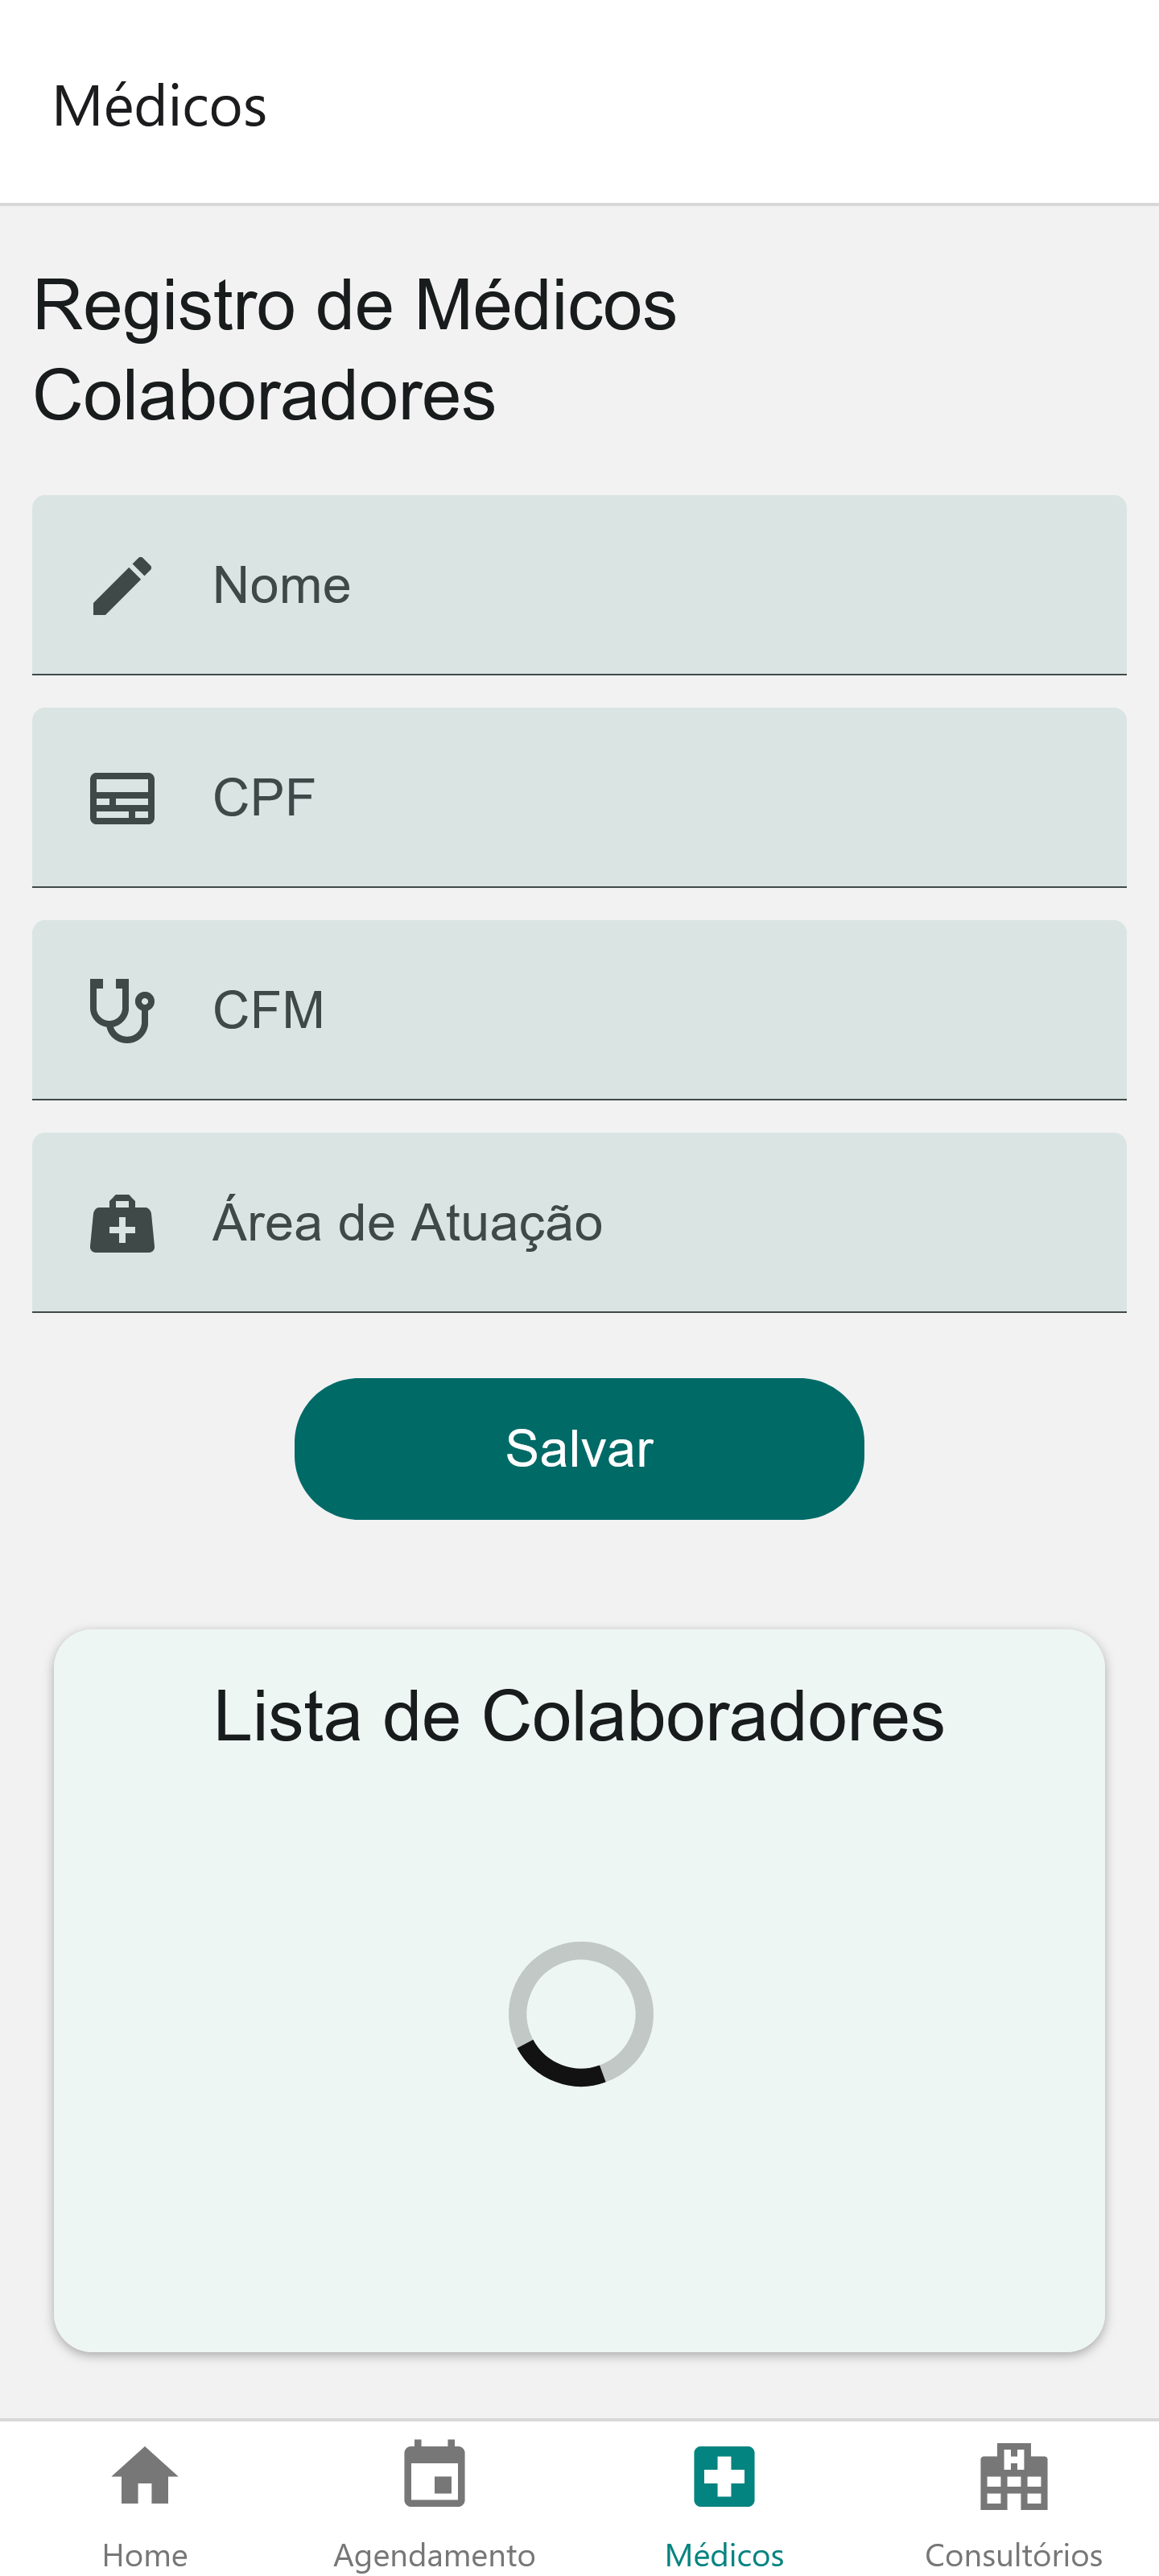 Médicos
Registro de Médicos
Colaboradores
Nome
CPF
CFM
Área de Atuação
Salvar
Lista de Colaboradores
Home
Agendamento
Médicos
Consultórios